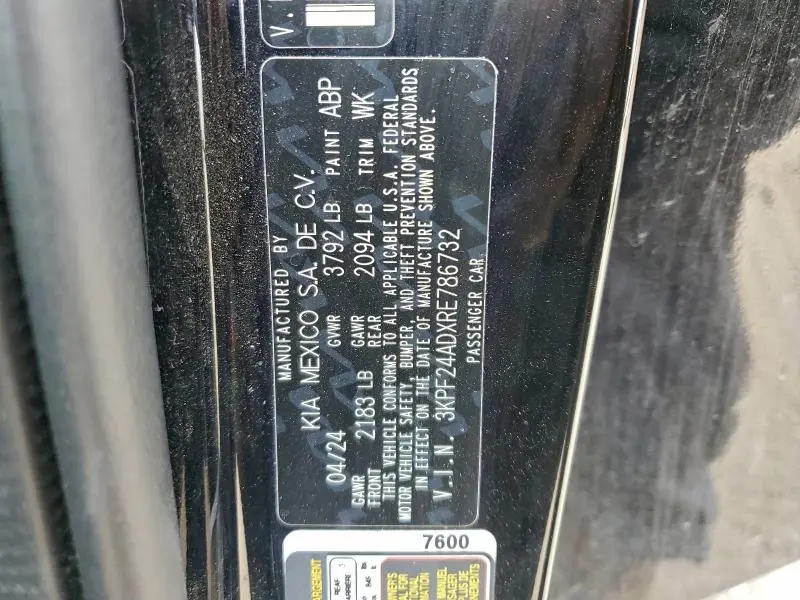 MANUFACTURED BY
KIA MEXICO S.A. DE C.V.
04/24 GVWR 3792 LB PAINT ABP
GAWR FRONT 2183 LB GAWR REAR 2094 LB TRIM WK
THIS VEHICLE CONFORMS TO ALL APPLICABLE U.S.A. FEDERAL
MOTOR VEHICLE SAFETY, BUMPER, AND THEFT PREVENTION STANDARDS
IN EFFECT ON THE DATE OF MANUFACTURE SHOWN ABOVE.
V.I.N. 3KPF24ADXRE786732
PASSENGER CAR
7600
MANUEL